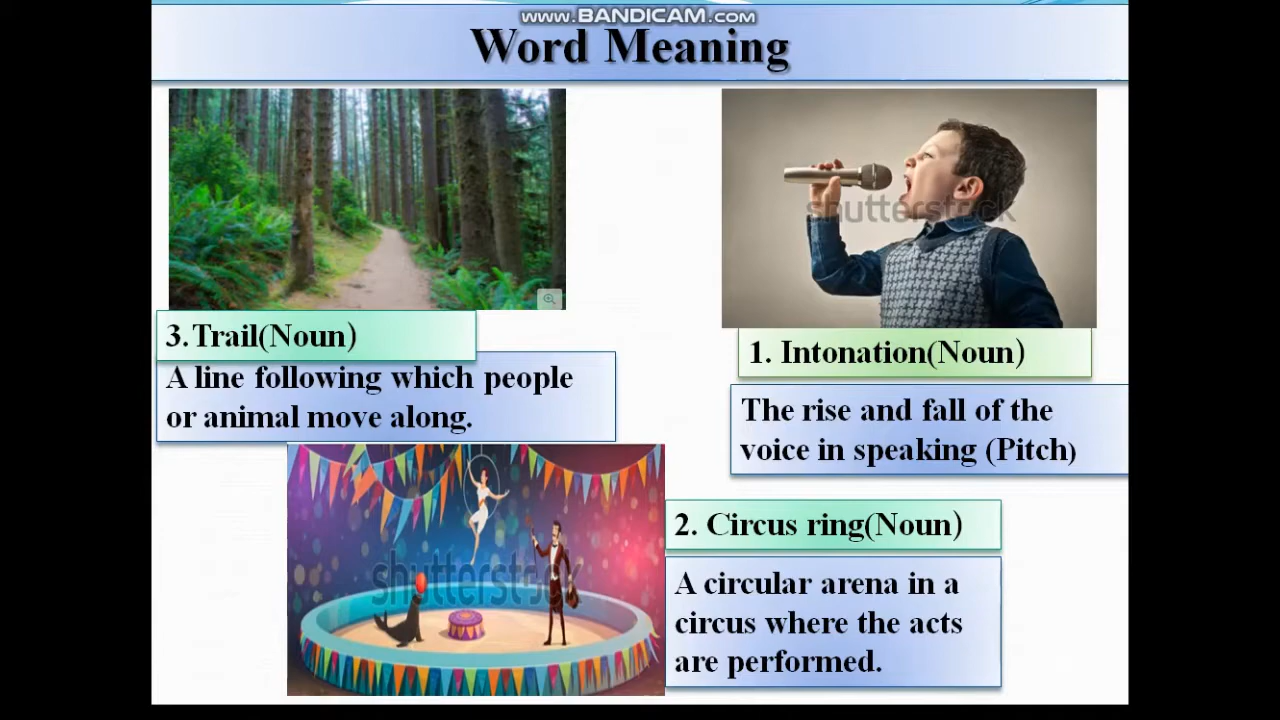 www.BANDICAM.com
Word Meaning
shutterstock
3.Trail(Noun)
A line following which people
or animal move along.
1. Intonation(Noun)
The rise and fall of the
voice in speaking (Pitch)
shutterstock
2. Circus ring(Noun)
A circular arena in a
circus where the acts
are performed.